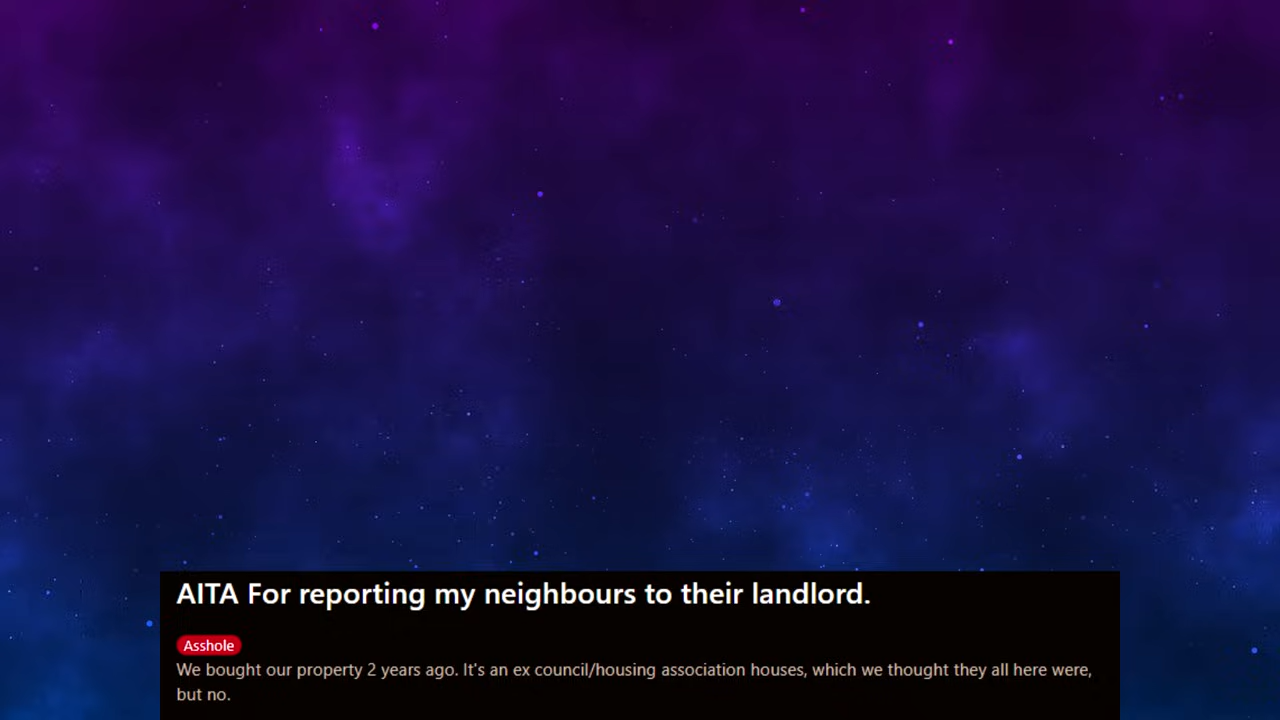 AITA For reporting my neighbours to their landlord.
Asshole
We bought our property 2 years ago. It's an ex council/housing association houses, which we thought they all here were,
but no.